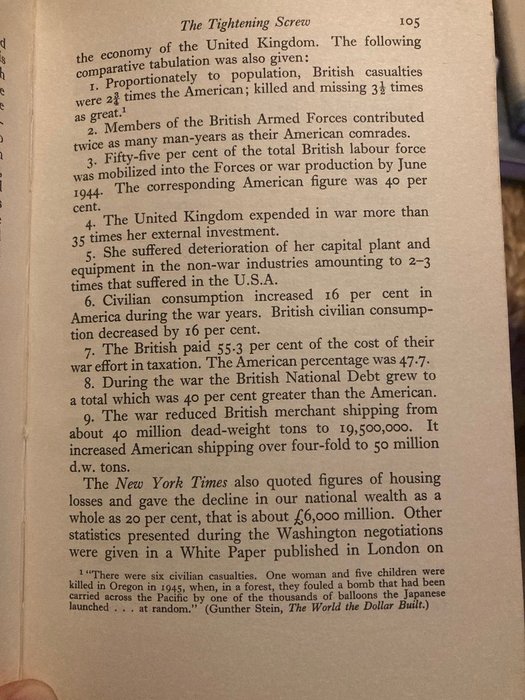 The Tightening Screw 105
the economy of the United Kingdom. The following
comparative tabulation was also given:
1. Proportionately to population, British casualties
were 2¾ times the American; killed and missing 3½ times
as great.¹
2. Members of the British Armed Forces contributed
twice as many man-years as their American comrades.
3. Fifty-five per cent of the total British labour force
was mobilized into the Forces or war production by June
1944. The corresponding American figure was 40 per
cent.
4. The United Kingdom expended in war more than
35 times her external investment.
5. She suffered deterioration of her capital plant and
equipment in the non-war industries amounting to 2–3
times that suffered in the U.S.A.
6. Civilian consumption increased 16 per cent in
America during the war years. British civilian consump-
tion decreased by 16 per cent.
7. The British paid 55·3 per cent of the cost of their
war effort in taxation. The American percentage was 47·7.
8. During the war the British National Debt grew to
a total which was 40 per cent greater than the American.
9. The war reduced British merchant shipping from
about 40 million dead-weight tons to 19,500,000. It
increased American shipping over four-fold to 50 million
d.w. tons.
The New York Times also quoted figures of housing
losses and gave the decline in our national wealth as a
whole as 20 per cent, that is about £6,000 million. Other
statistics presented during the Washington negotiations
were given in a White Paper published in London on
¹ "There were six civilian casualties. One woman and five children were
killed in Oregon in 1945, when, in a forest, they fouled a bomb that had been
carried across the Pacific by one of the thousands of balloons the Japanese
launched . . . at random." (Gunther Stein, The World the Dollar Built.)